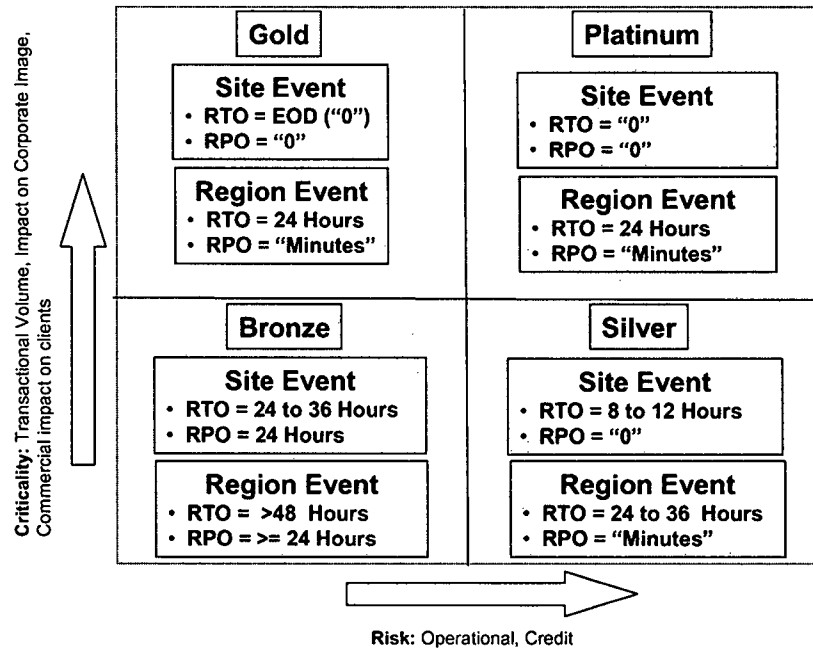 Criticality: Transactional Volume, Impact on Corporate Image,
Commercial impact on clients
Gold
Site Event
• RTO = EOD (“0”)
• RPO = “0”
Region Event
• RTO = 24 Hours
• RPO = “Minutes”
Platinum
Site Event
• RTO = “0”
• RPO = “0”
Region Event
• RTO = 24 Hours
• RPO = “Minutes”
Bronze
Site Event
• RTO = 24 to 36 Hours
• RPO = 24 Hours
Region Event
• RTO = >48 Hours
• RPO = >= 24 Hours
Silver
Site Event
• RTO = 8 to 12 Hours
• RPO = “0”
Region Event
• RTO = 24 to 36 Hours
• RPO = “Minutes”
Risk: Operational, Credit